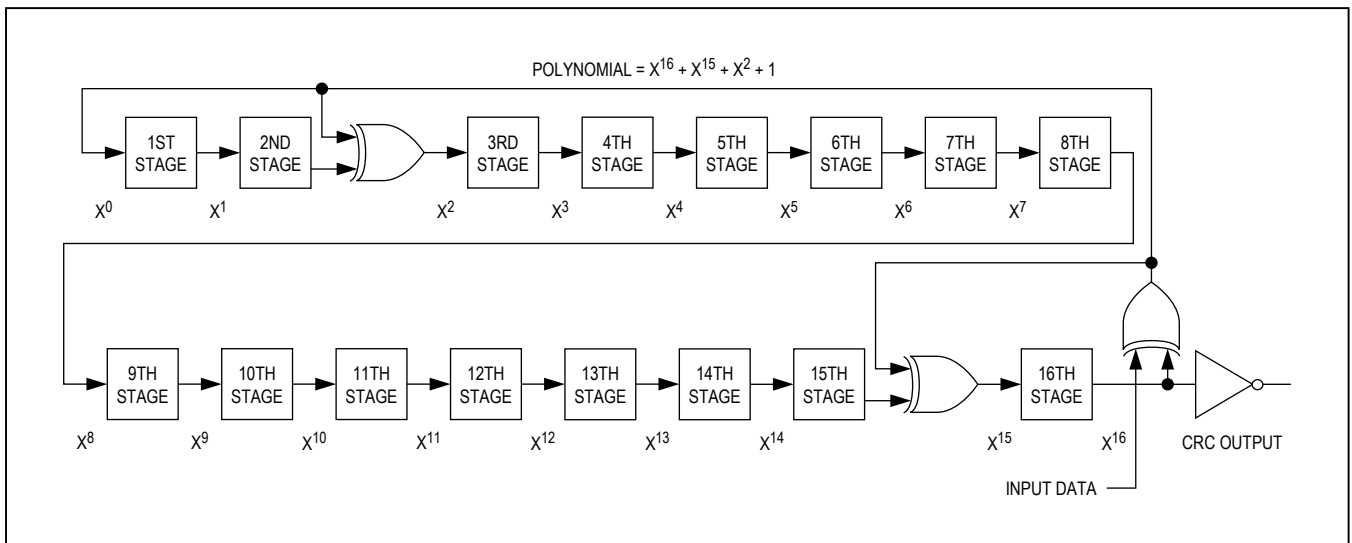 POLYNOMIAL = X¹⁶ + X¹⁵ + X² + 1
1ST STAGE
2ND STAGE
3RD STAGE
4TH STAGE
5TH STAGE
6TH STAGE
7TH STAGE
8TH STAGE
X⁰
X¹
X²
X³
X⁴
X⁵
X⁶
X⁷
9TH STAGE
10TH STAGE
11TH STAGE
12TH STAGE
13TH STAGE
14TH STAGE
15TH STAGE
16TH STAGE
X⁸
X⁹
X¹⁰
X¹¹
X¹²
X¹³
X¹⁴
X¹⁵
X¹⁶
CRC OUTPUT
INPUT DATA